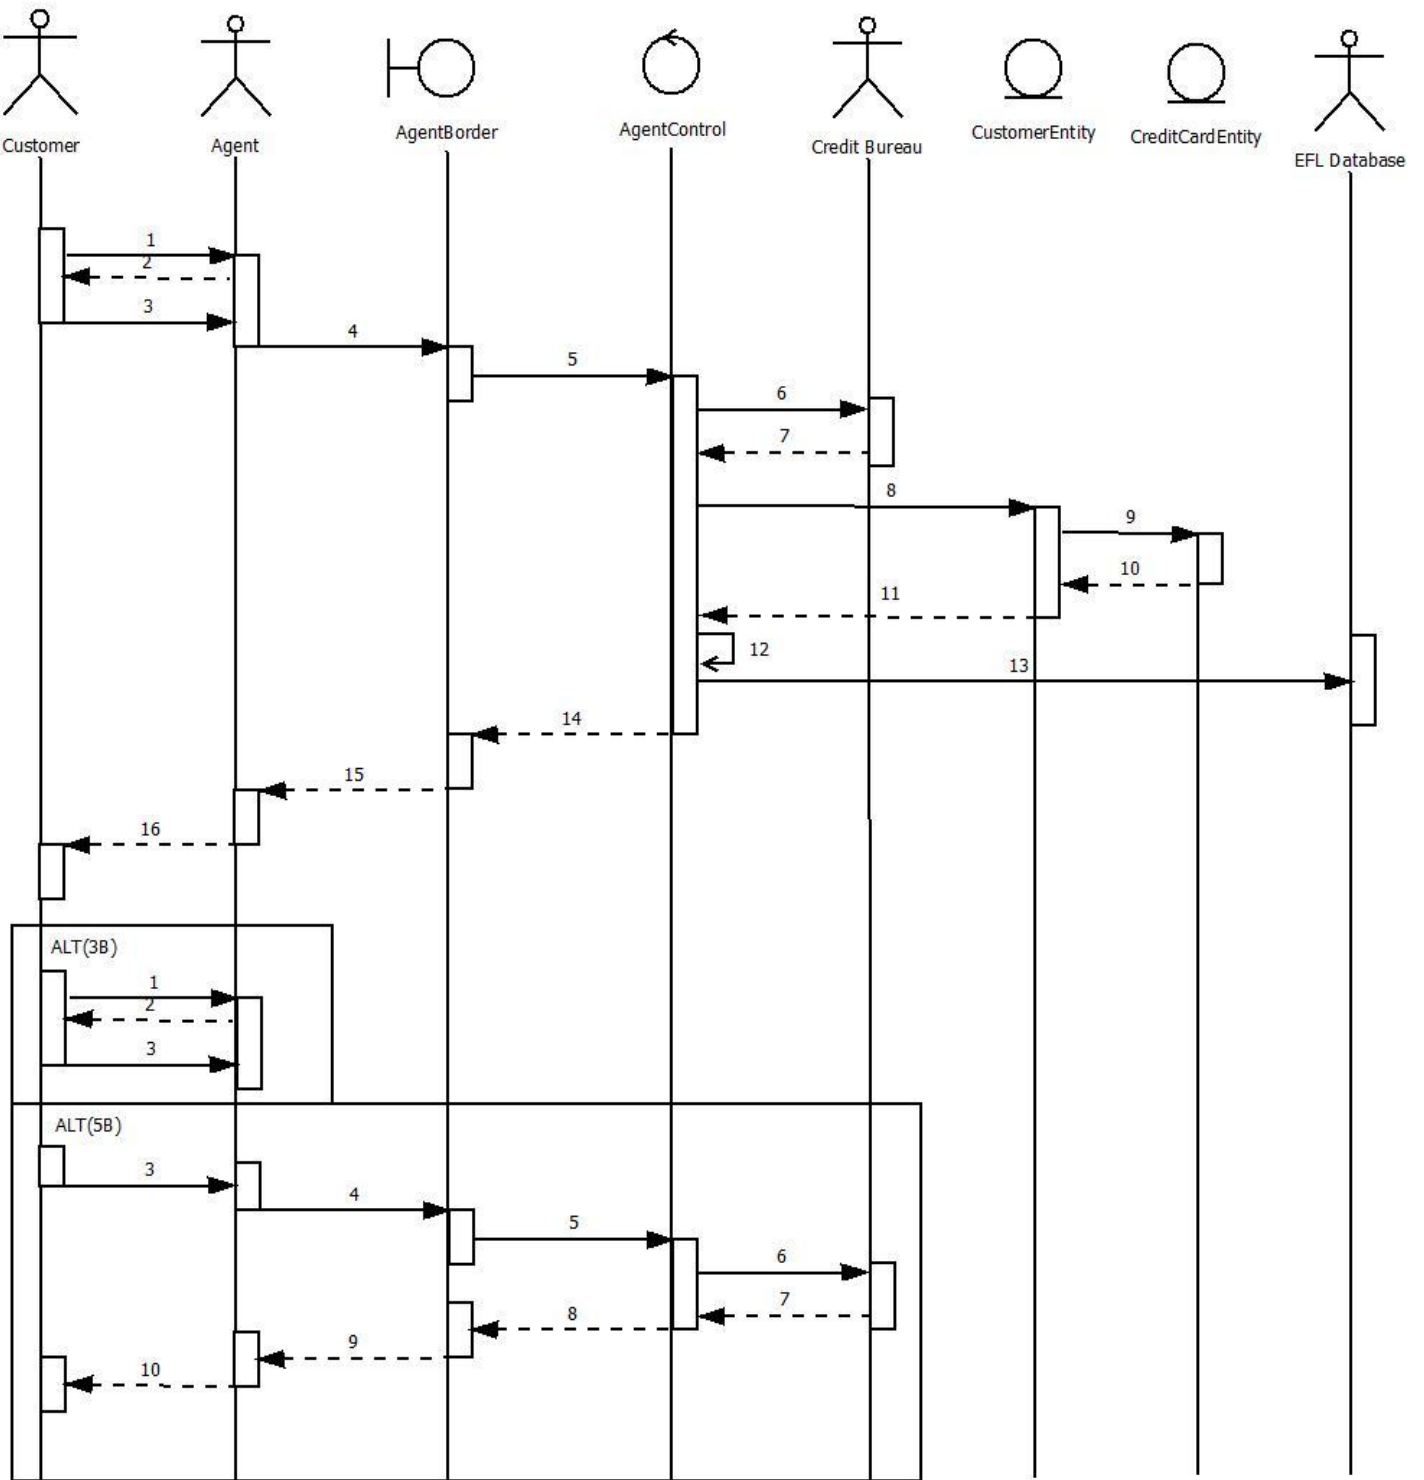 Customer
Agent
AgentBorder
AgentControl
Credit Bureau
CustomerEntity
CreditCardEntity
EFL Database
1
2
3
4
5
6
7
8
9
10
11
12
13
14
15
16
ALT(3B)
1
2
3
ALT(5B)
3
4
5
6
7
8
9
10